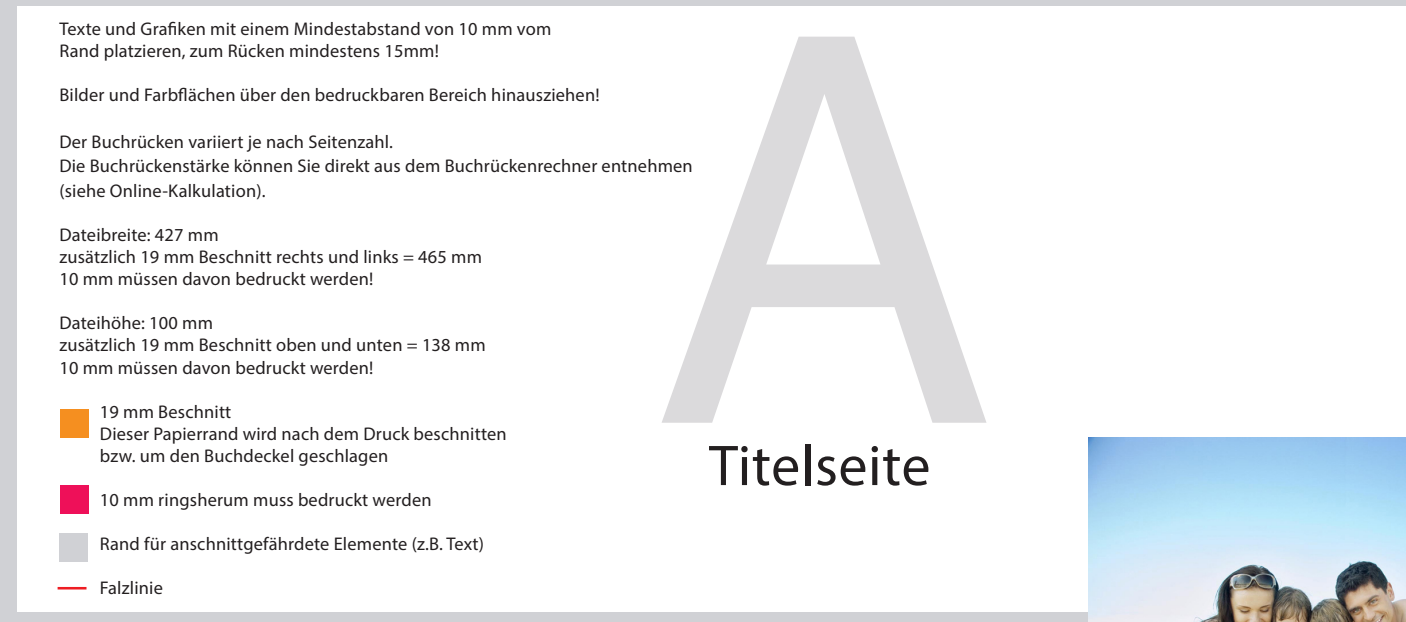 Texte und Grafiken mit einem Mindestabstand von 10 mm vom
Rand platzieren, zum Rücken mindestens 15mm!
Bilder und Farbflächen über den bedruckbaren Bereich hinausziehen!
Der Buchrücken variiert je nach Seitenzahl.
Die Buchrückenstärke können Sie direkt aus dem Buchrückenrechner entnehmen
(siehe Online-Kalkulation).
Dateibreite: 427 mm
zusätzlich 19 mm Beschnitt rechts und links = 465 mm
10 mm müssen davon bedruckt werden!
Dateihöhe: 100 mm
zusätzlich 19 mm Beschnitt oben und unten = 138 mm
10 mm müssen davon bedruckt werden!
19 mm Beschnitt
Dieser Papierrand wird nach dem Druck beschnitten
bzw. um den Buchdeckel geschlagen
10 mm ringsherum muss bedruckt werden
Rand für anschnittgefährdete Elemente (z.B. Text)
Falzlinie
A
Titelseite